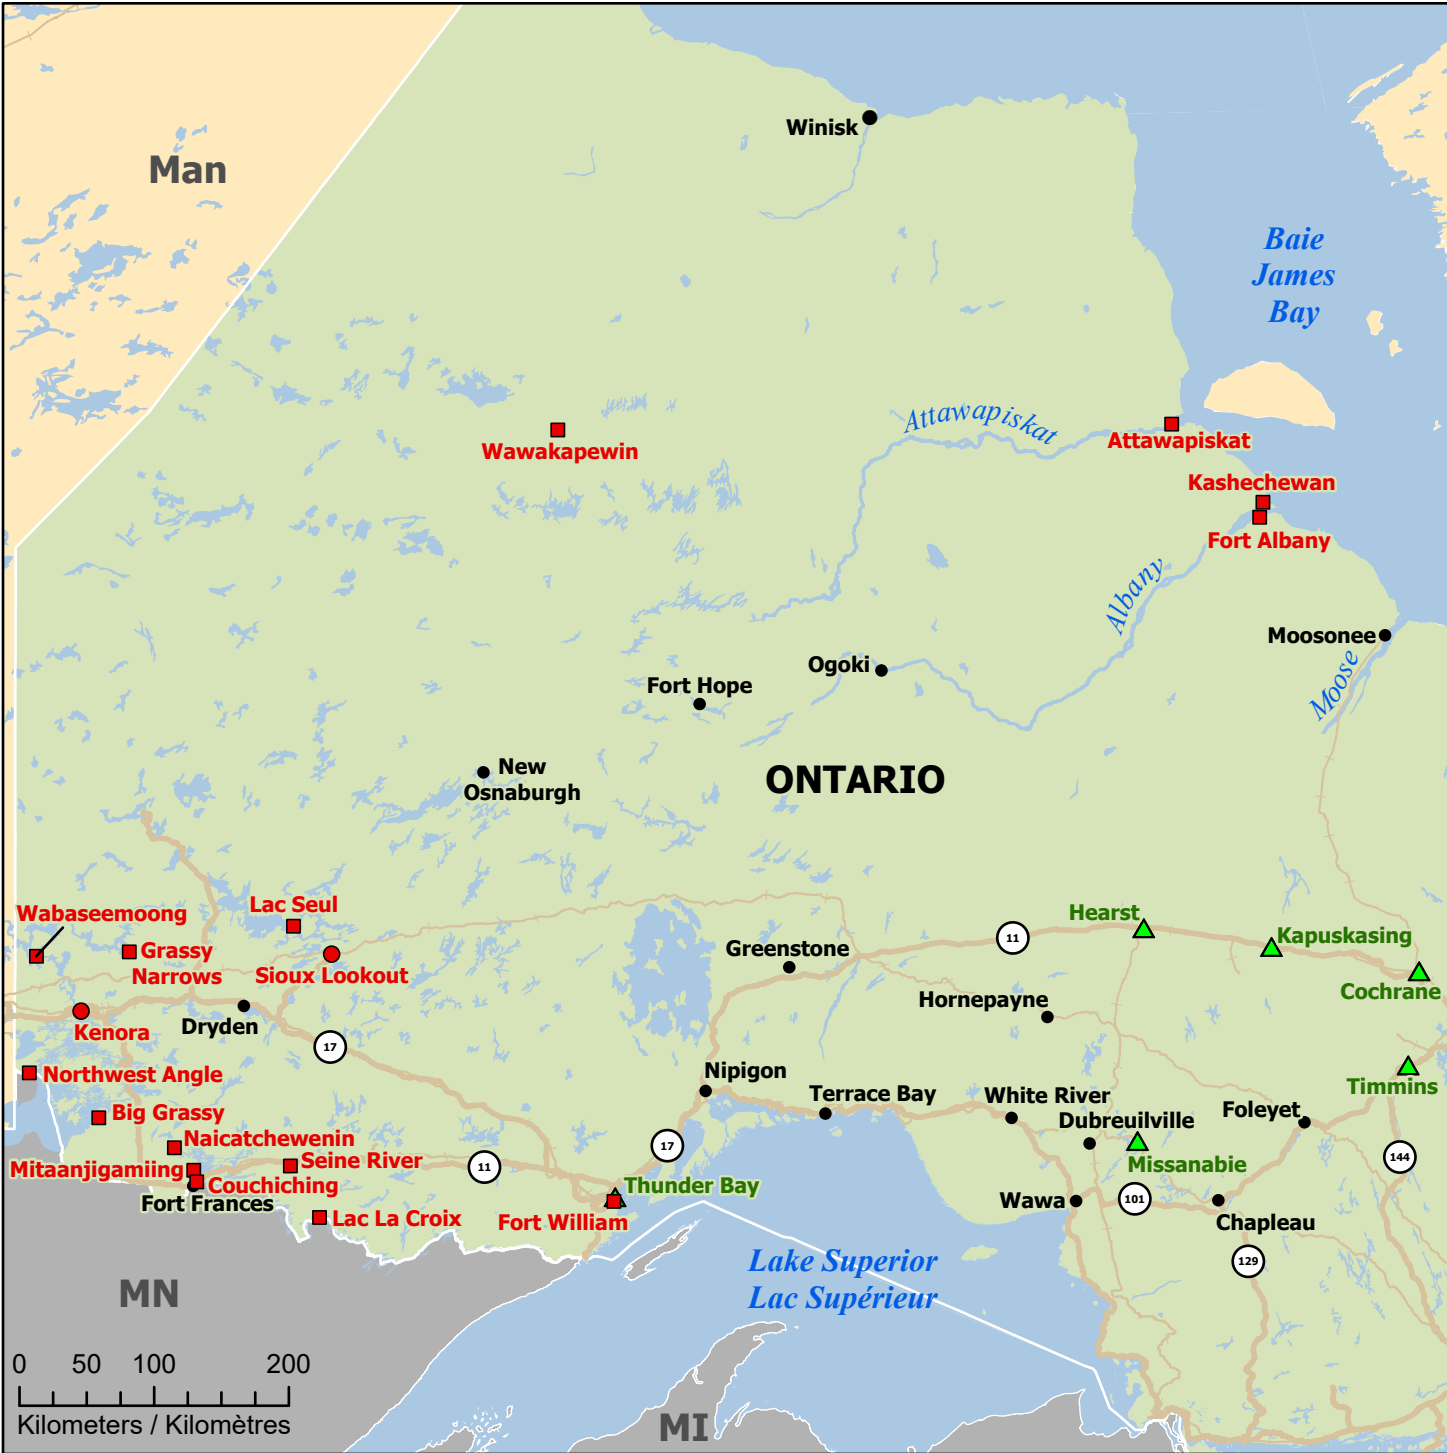 Winisk
Man
Baie
James
Bay
Attawapiskat
Attawapiskat
Wawakapewin
Kashechewan
Fort Albany
Albany
Moosonee
Moose
Ogoki
Fort Hope
New
Osnaburgh
ONTARIO
Lac Seul
Wabaseemoong
Grassy
Narrows
Sioux Lookout
Greenstone
11
Hearst
Kapuskasing
Cochrane
Hornepayne
Kenora
Dryden
17
Northwest Angle
Nipigon
Terrace Bay
White River
Timmins
Big Grassy
Dubreuilville
Foleyet
Naicatchewenin
17
Mitaanjigamiing
Seine River
11
Missanabie
144
Couchiching
Thunder Bay
Fort Frances
Wawa
101
Lac La Croix
Fort William
Chapleau
Lake Superior
Lac Supérieur
129
MN
0 50 100 200
Kilometers / Kilomètres
MI